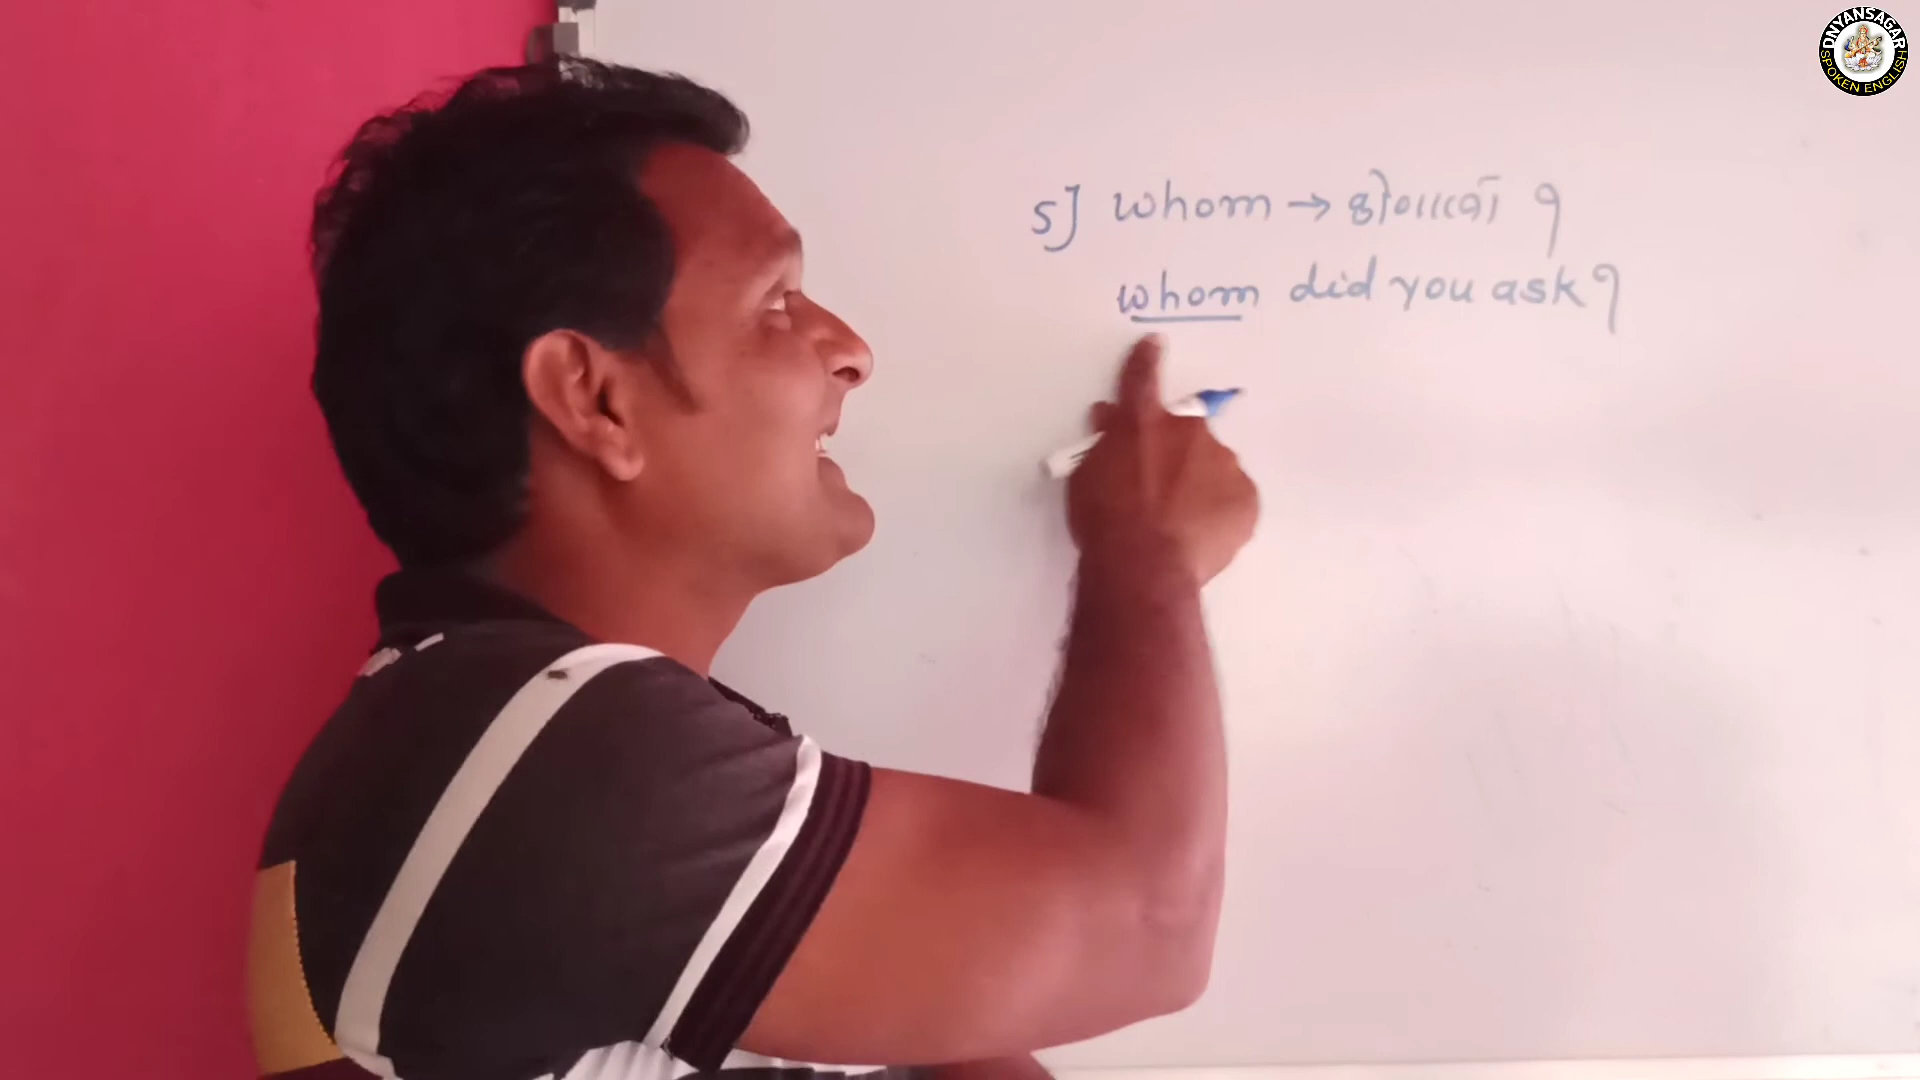 DNYANSAGAR
SPOKEN ENGLISH
5] whom → कोणाला ?
whom did you ask ?